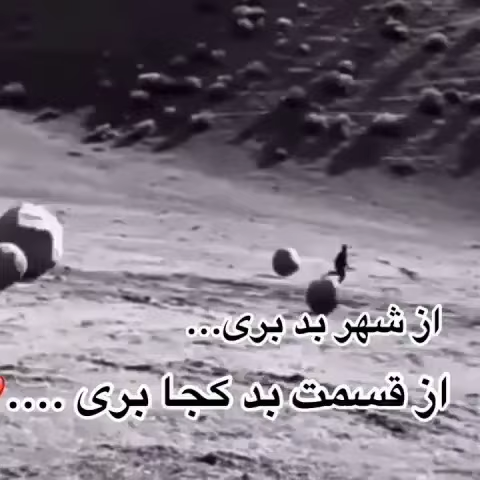 از شهر بد بری...
از قسمت بد کجا بری ....